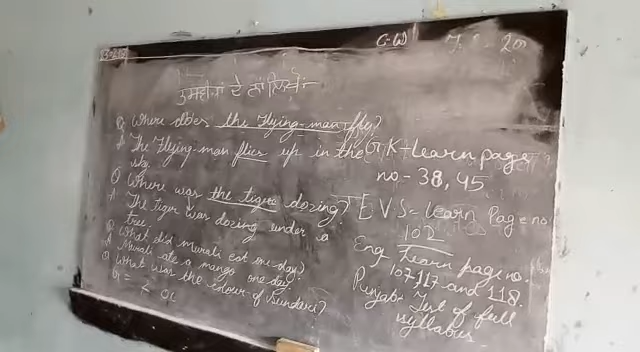 C.W
ਤਸਵੀਰਾਂ ਦੇ ਨਾਂ ਲਿਖੋ-
Q Where does the flying-man fly?
A The Flying-man flies up in the
sky.
Q Where was the tiger dozing?
A The tiger was dozing under a
tree.
Q What did Murali eat one-day?
A Murali ate a mango one day.
Q What was the colour of Sundari?
G.K - Learn page
no - 38, 45
E V S - Learn Page no
102
Eng Learn page no.
107, 117 and 118.
Punjabi Test of full
syllabus